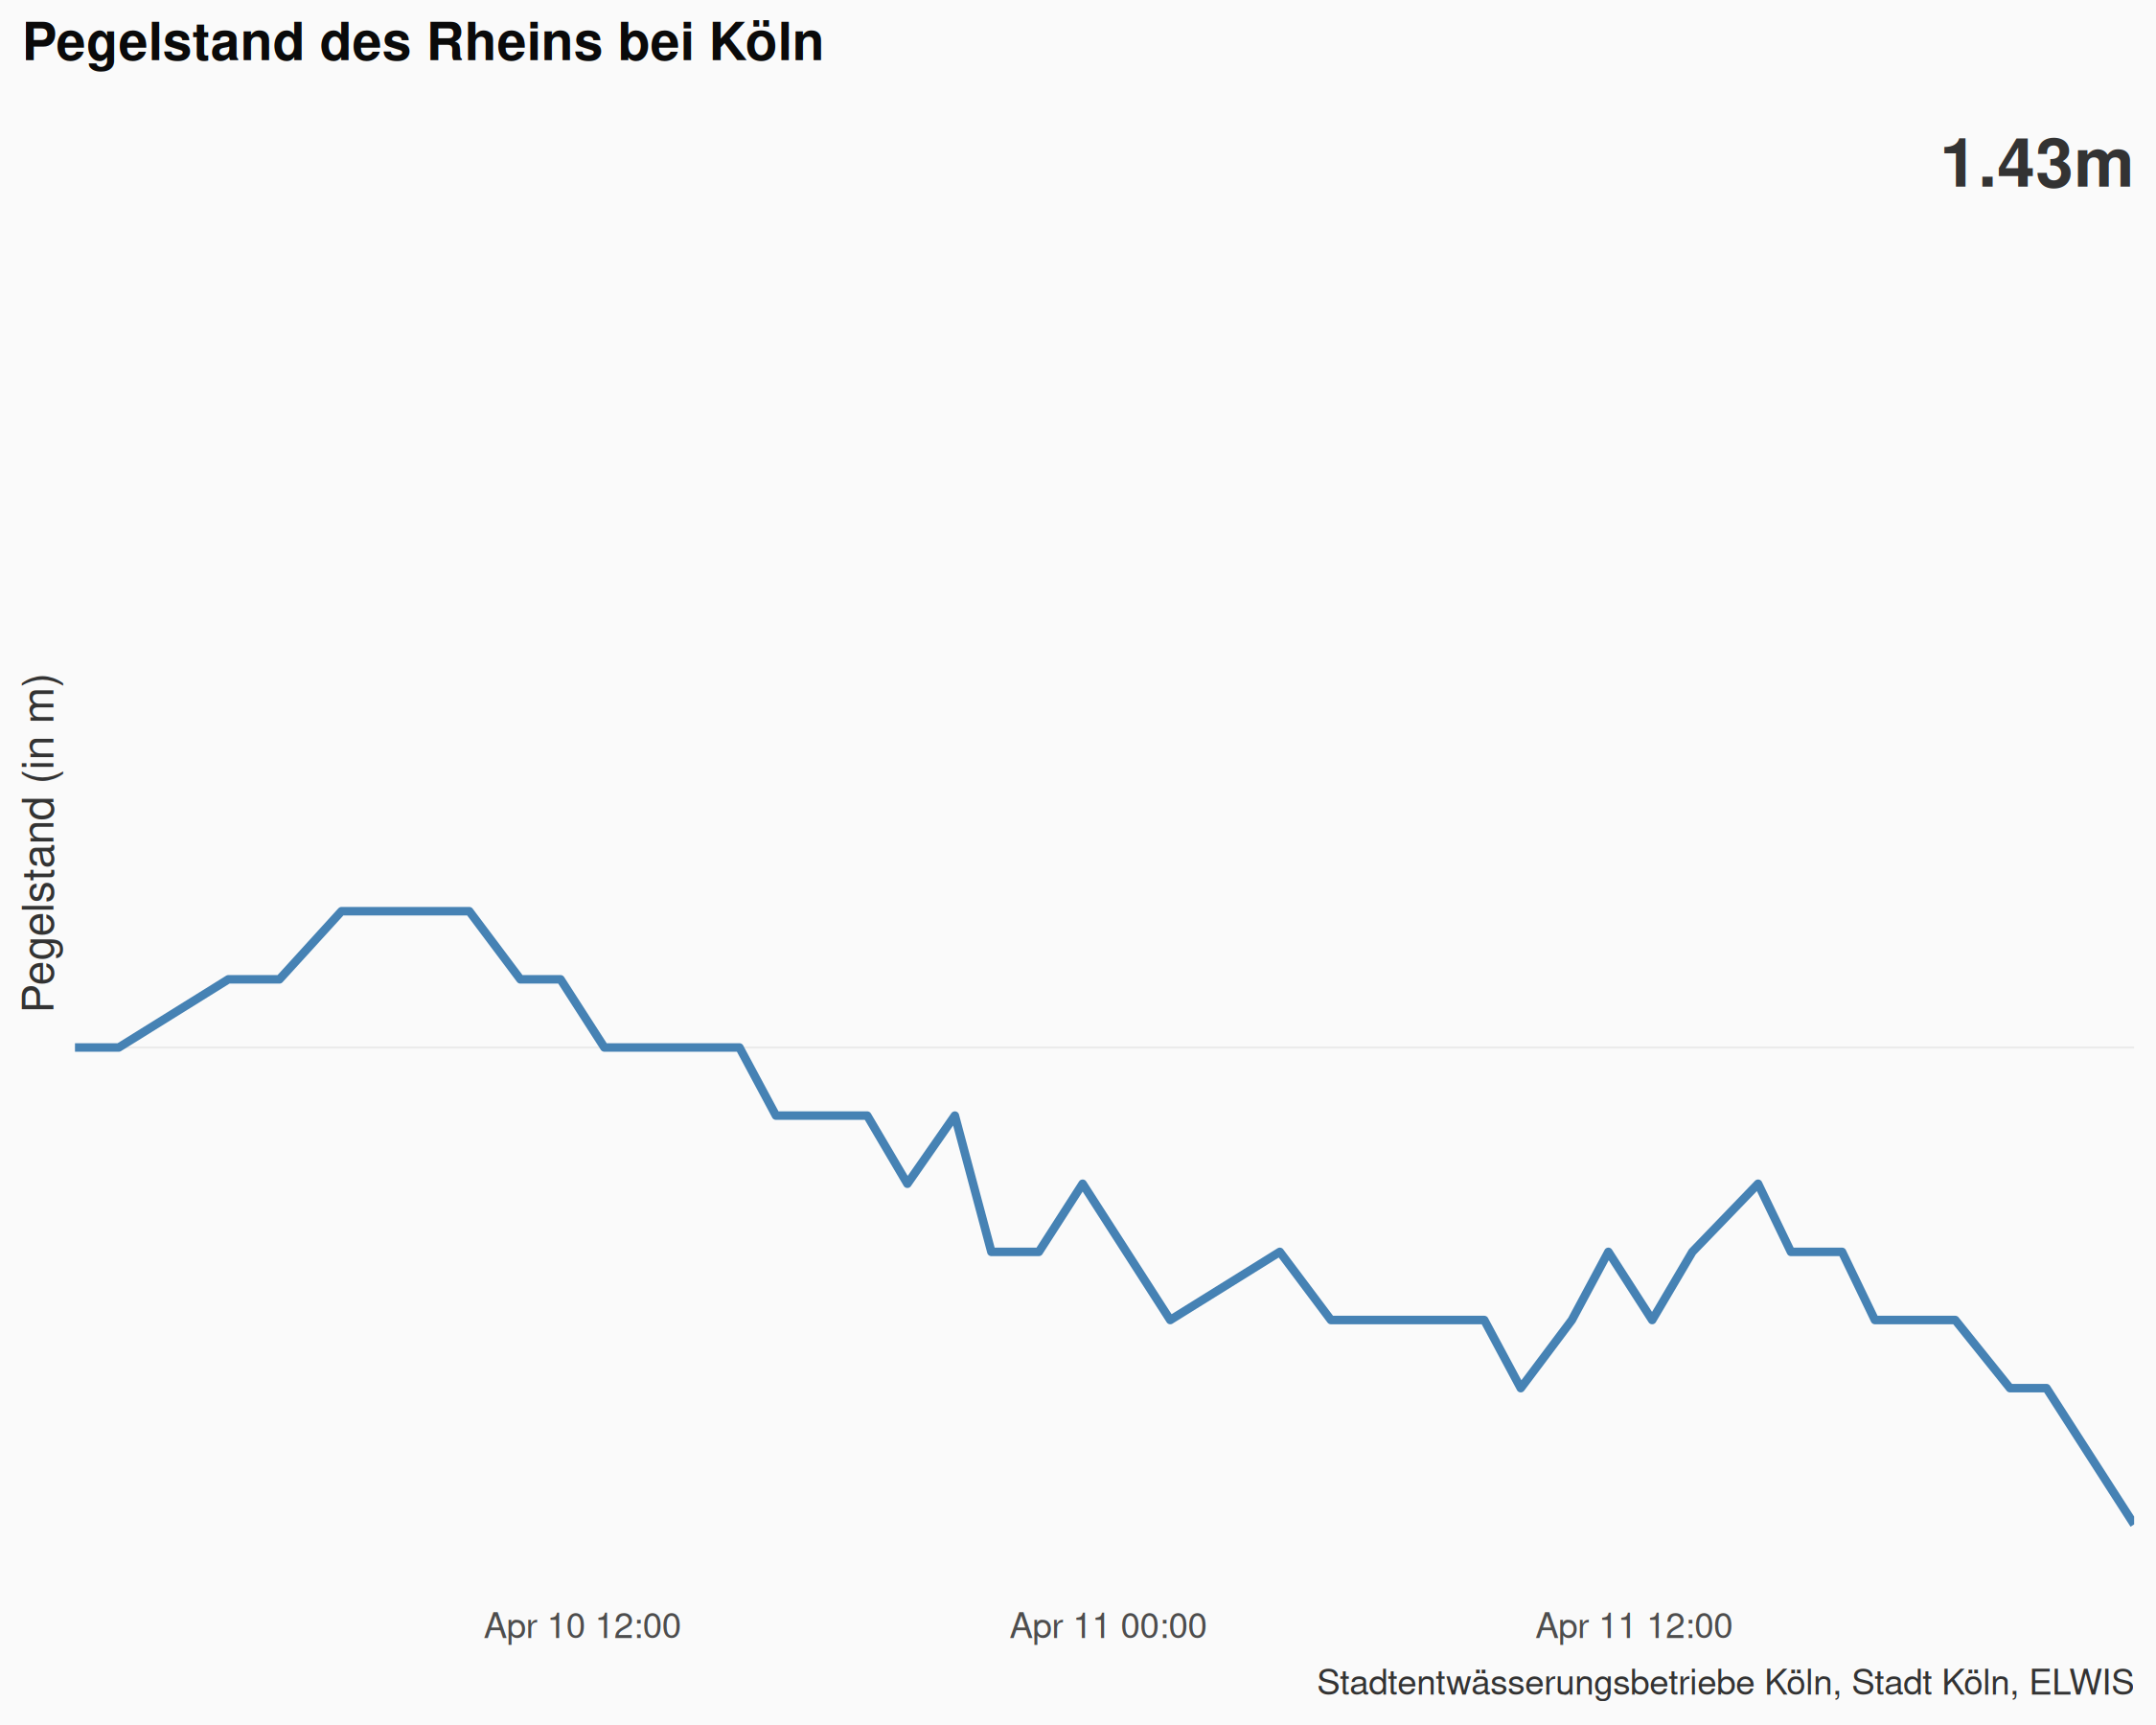 Pegelstand des Rheins bei Köln
1.43m
Pegelstand (in m)
Apr 10 12:00
Apr 11 00:00
Apr 11 12:00
Stadtentwässerungsbetriebe Köln, Stadt Köln, ELWIS